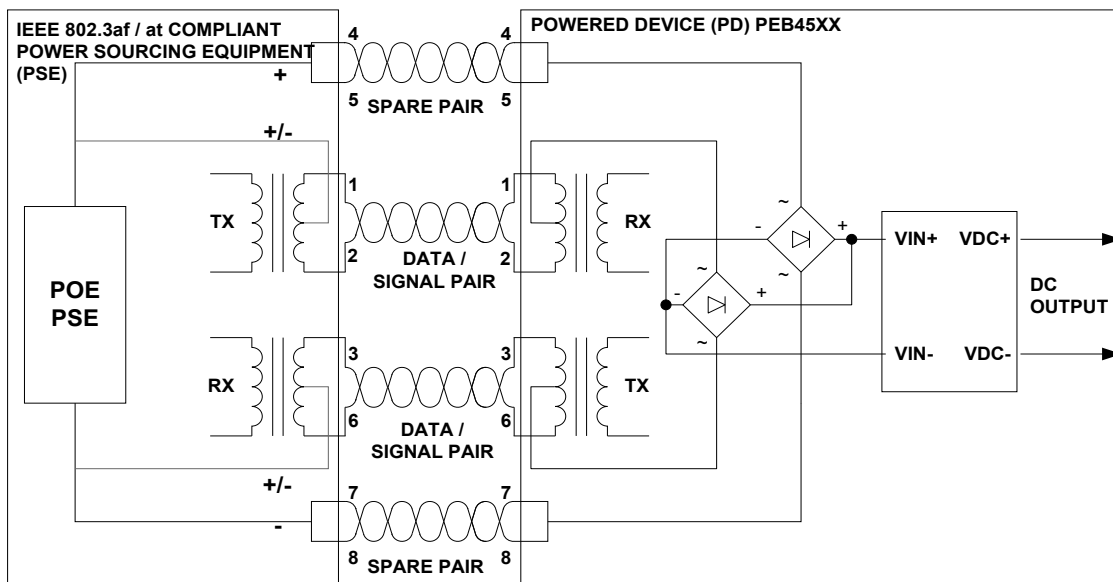 IEEE 802.3af / at COMPLIANT
POWER SOURCING EQUIPMENT
(PSE)
POWERED DEVICE (PD) PEB45XX
4
4
+
5
5
SPARE PAIR
+/-
1
1
TX
RX
2
2
DATA /
SIGNAL PAIR
~
- +
~
~
- +
~
VIN+ VDC+
DC
OUTPUT
VIN- VDC-
POE
PSE
3
3
RX
TX
6
6
DATA /
SIGNAL PAIR
+/-
7
7
-
8
8
SPARE PAIR